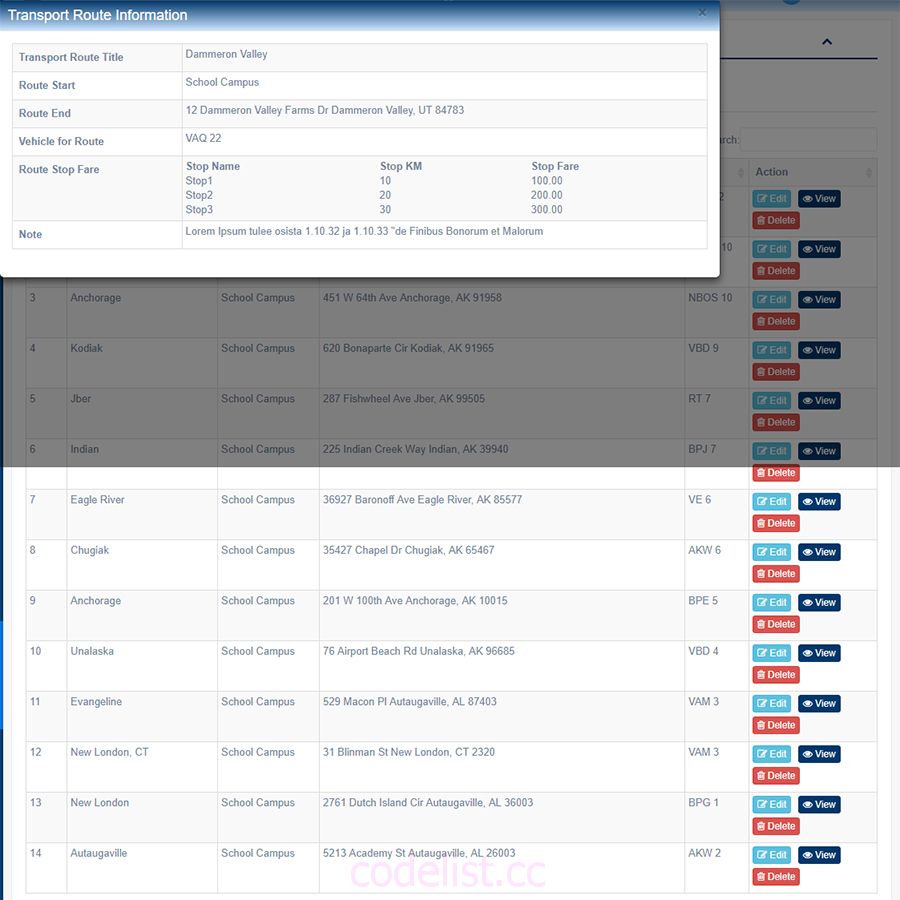 Transport Route Information ×
Transport Route Title Dammeron Valley
Route Start School Campus
Route End 12 Dammeron Valley Farms Dr Dammeron Valley, UT 84783
Vehicle for Route VAQ 22
Route Stop Fare Stop Name Stop KM Stop Fare
Stop1 10 100.00
Stop2 20 200.00
Stop3 30 300.00
Note Lorem Ipsum tulee osista 1.10.32 ja 1.10.33 "de Finibus Bonorum et Malorum
Action
2 Edit View
Delete
10 Edit View
Delete
3 Anchorage School Campus 451 W 64th Ave Anchorage, AK 91958 NBOS 10 Edit View
Delete
4 Kodiak School Campus 620 Bonaparte Cir Kodiak, AK 91965 VBD 9 Edit View
Delete
5 Jber School Campus 287 Fishwheel Ave Jber, AK 99505 RT 7 Edit View
Delete
6 Indian School Campus 225 Indian Creek Way Indian, AK 39940 BPJ 7 Edit View
Delete
7 Eagle River School Campus 36927 Baronoff Ave Eagle River, AK 85577 VE 6 Edit View
Delete
8 Chugiak School Campus 35427 Chapel Dr Chugiak, AK 65467 AKW 6 Edit View
Delete
9 Anchorage School Campus 201 W 100th Ave Anchorage, AK 10015 BPE 5 Edit View
Delete
10 Unalaska School Campus 76 Airport Beach Rd Unalaska, AK 96685 VBD 4 Edit View
Delete
11 Evangeline School Campus 529 Macon Pl Autaugaville, AL 87403 VAM 3 Edit View
Delete
12 New London, CT School Campus 31 Blinman St New London, CT 2320 VAM 3 Edit View
Delete
13 New London School Campus 2761 Dutch Island Cir Autaugaville, AL 36003 BPG 1 Edit View
Delete
14 Autaugaville School Campus 5213 Academy St Autaugaville, AL 26003 AKW 2 Edit View
Delete
codelist.cc